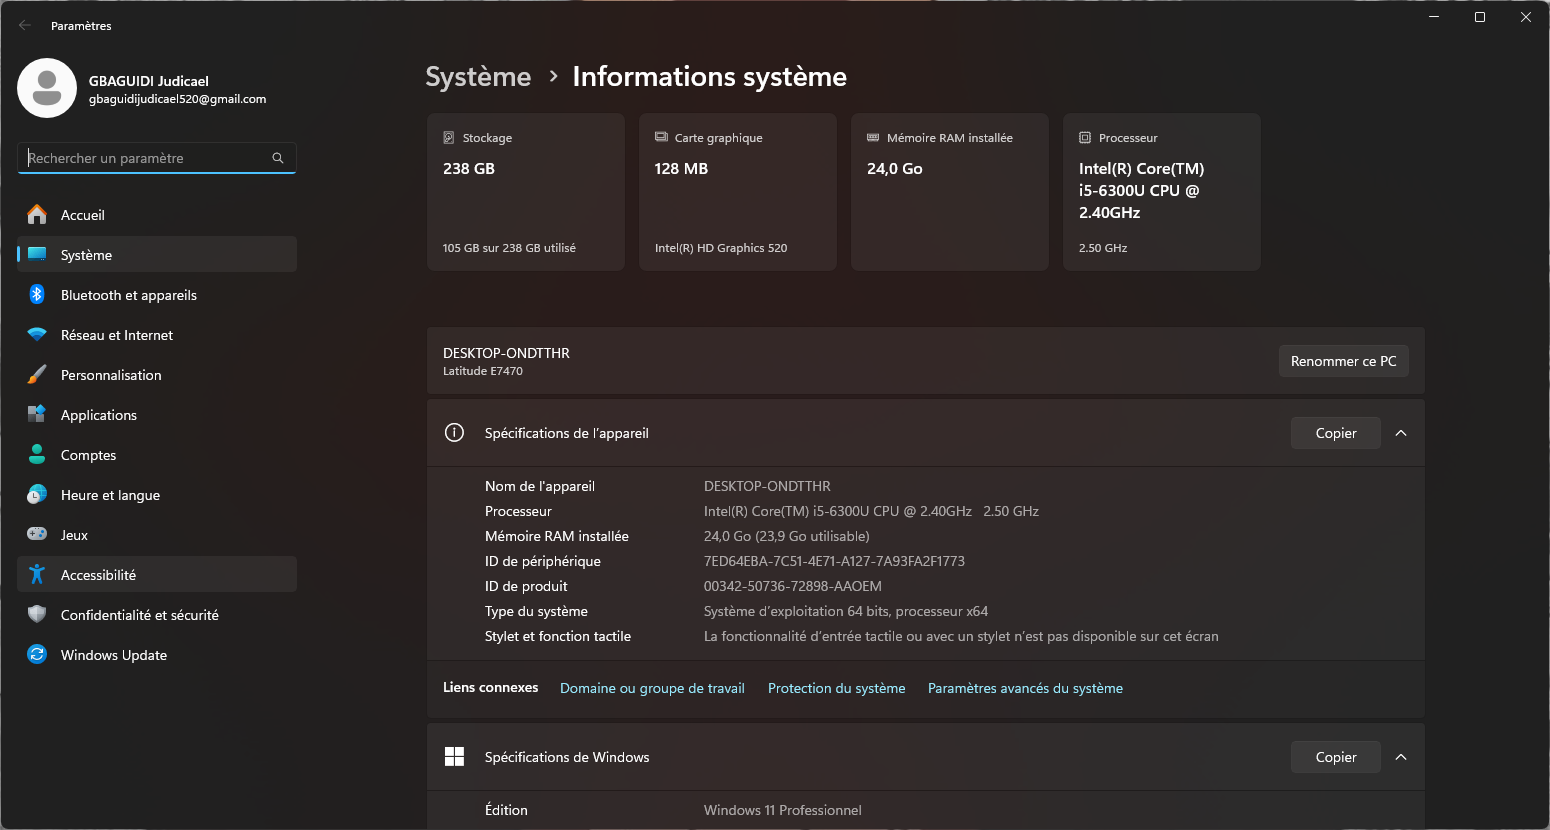 Paramètres
GBAGUIDI Judicael
gbaguidijudicael520@gmail.com
Rechercher un paramètre
Accueil
Système
Bluetooth et appareils
Réseau et Internet
Personnalisation
Applications
Comptes
Heure et langue
Jeux
Accessibilité
Confidentialité et sécurité
Windows Update
Système › Informations système
Stockage
238 GB
105 GB sur 238 GB utilisé
Carte graphique
128 MB
Intel(R) HD Graphics 520
Mémoire RAM installée
24,0 Go
Processeur
Intel(R) Core(TM)
i5-6300U CPU @
2.40GHz
2.50 GHz
DESKTOP-ONDTTHR
Latitude E7470
Renommer ce PC
Spécifications de l'appareil
Copier
Nom de l'appareil DESKTOP-ONDTTHR
Processeur Intel(R) Core(TM) i5-6300U CPU @ 2.40GHz 2.50 GHz
Mémoire RAM installée 24,0 Go (23,9 Go utilisable)
ID de périphérique 7ED64EBA-7C51-4E71-A127-7A93FA2F1773
ID de produit 00342-50736-72898-AAOEM
Type du système Système d'exploitation 64 bits, processeur x64
Stylet et fonction tactile La fonctionnalité d'entrée tactile ou avec un stylet n'est pas disponible sur cet écran
Liens connexes Domaine ou groupe de travail Protection du système Paramètres avancés du système
Spécifications de Windows
Copier
Édition Windows 11 Professionnel